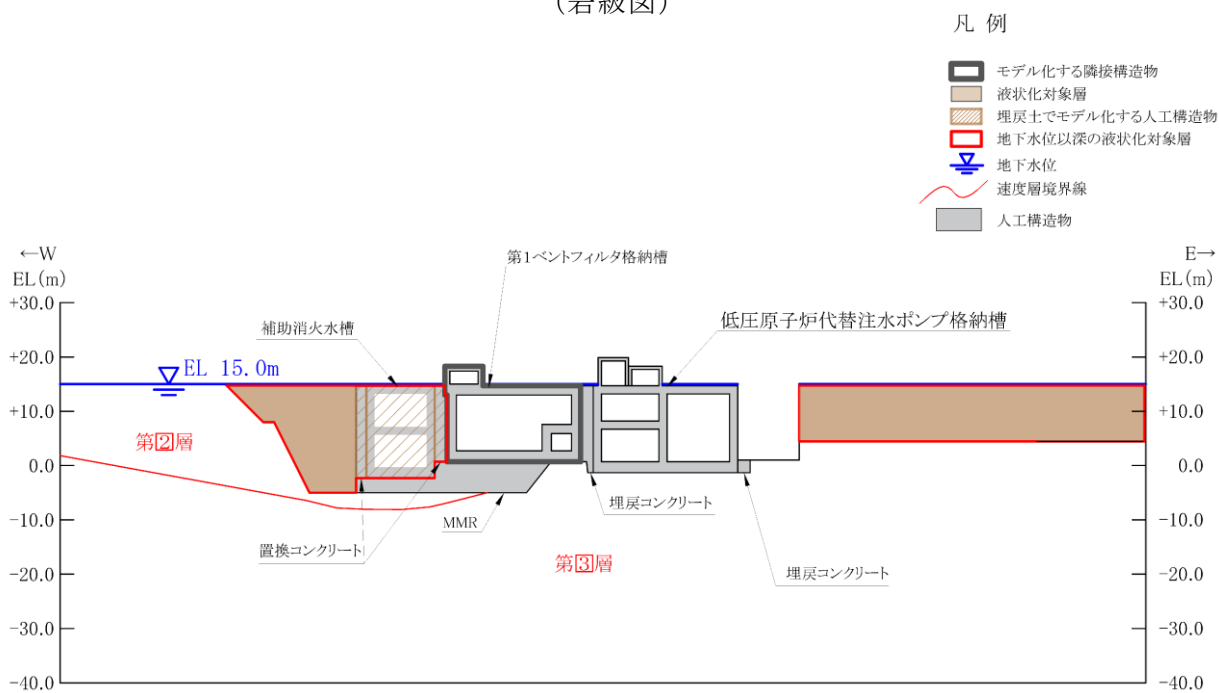 (岩級図)
凡 例
モデル化する隣接構造物
液状化対象層
埋戻土でモデル化する人工構造物
地下水位以深の液状化対象層
地下水位
速度層境界線
人工構造物
←W
EL(m)
E→
EL(m)
+30.0
+20.0
+10.0
0.0
-10.0
-20.0
-30.0
-40.0
第1ベントフィルタ格納槽
補助消火水槽
低圧原子炉代替注水ポンプ格納槽
EL 15.0m
第2層
埋戻コンクリート
MMR
置換コンクリート
第3層
埋戻コンクリート
+30.0
+20.0
+10.0
0.0
-10.0
-20.0
-30.0
-40.0